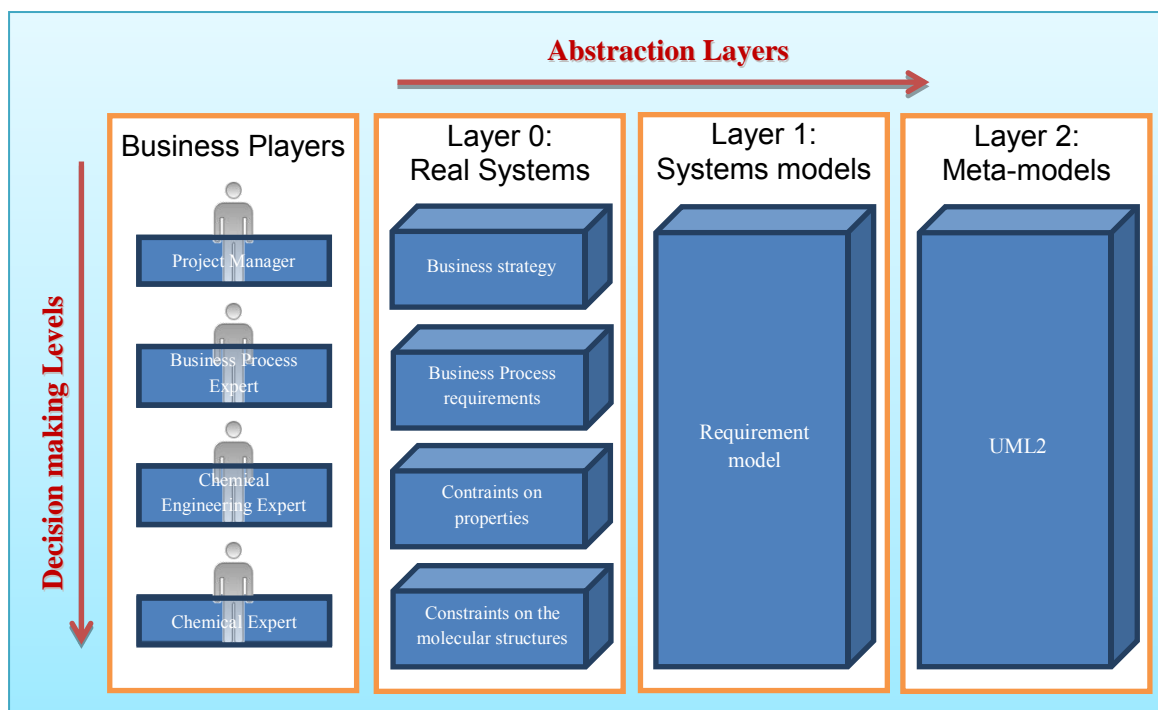 Abstraction Layers
Decision making Levels
Business Players
Project Manager
Business Process
Expert
Chemical
Engineering Expert
Chemical Expert
Layer 0:
Real Systems
Business strategy
Business Process
requirements
Contraints on
properties
Constraints on the
molecular structures
Layer 1:
Systems models
Requirement
model
Layer 2:
Meta-models
UML2